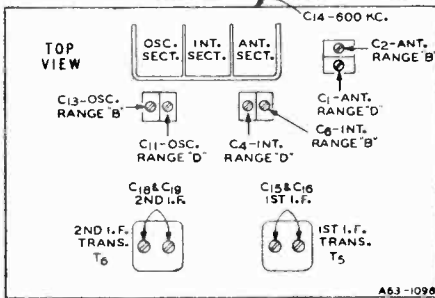 C14-600 KC.
TOP
VIEW
OSC.
SECT.
INT.
SECT.
ANT.
SECT.
C2-ANT.
RANGE "B"
C1-ANT.
RANGE "D"
C13-OSC.
RANGE "B"
C11-OSC.
RANGE "D"
C4-INT.
RANGE "D"
C6-INT.
RANGE "B"
C18 & C19
2ND I.F.
C15 & C16
1ST I.F.
2ND I.F.
TRANS.
T6
1ST I.F.
TRANS.
T5
A63-1098